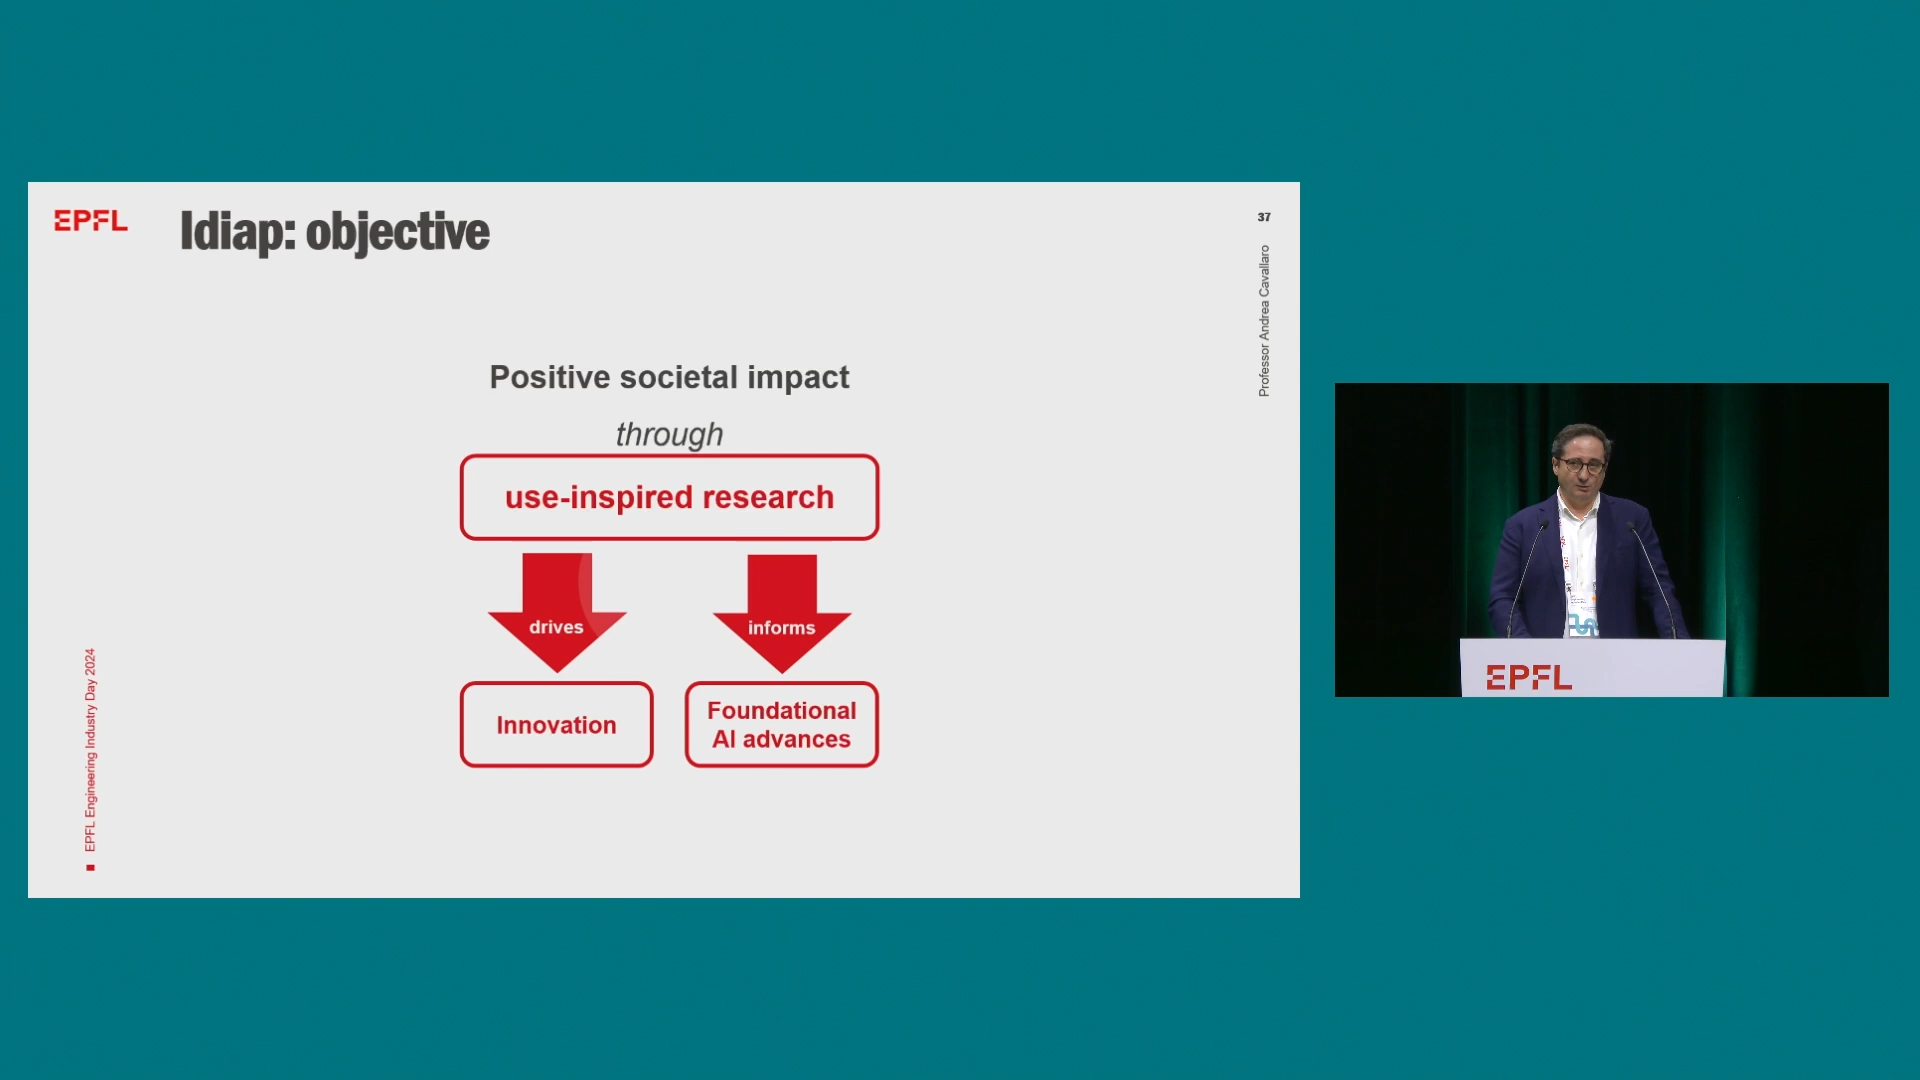 EPFL
Idiap: objective
37
Professor Andrea Cavallaro
Positive societal impact
through
use-inspired research
drives
informs
Innovation
Foundational
AI advances
EPFL Engineering Industry Day 2024
EPFL